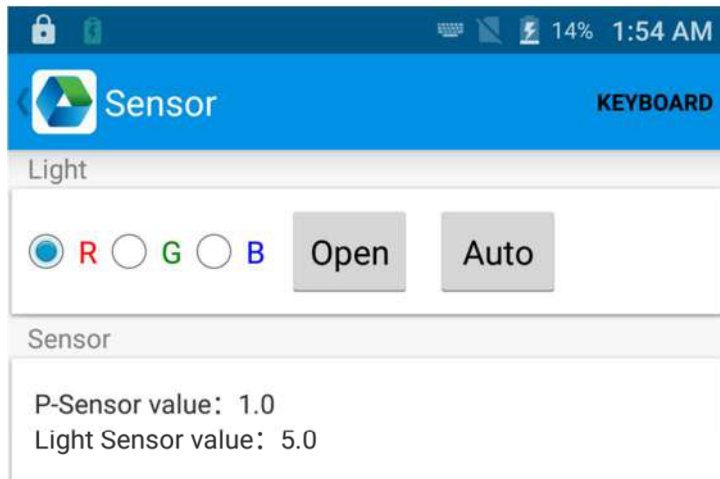 14% 1:54 AM
Sensor KEYBOARD
Light
R G B Open Auto
Sensor
P-Sensor value：1.0
Light Sensor value：5.0